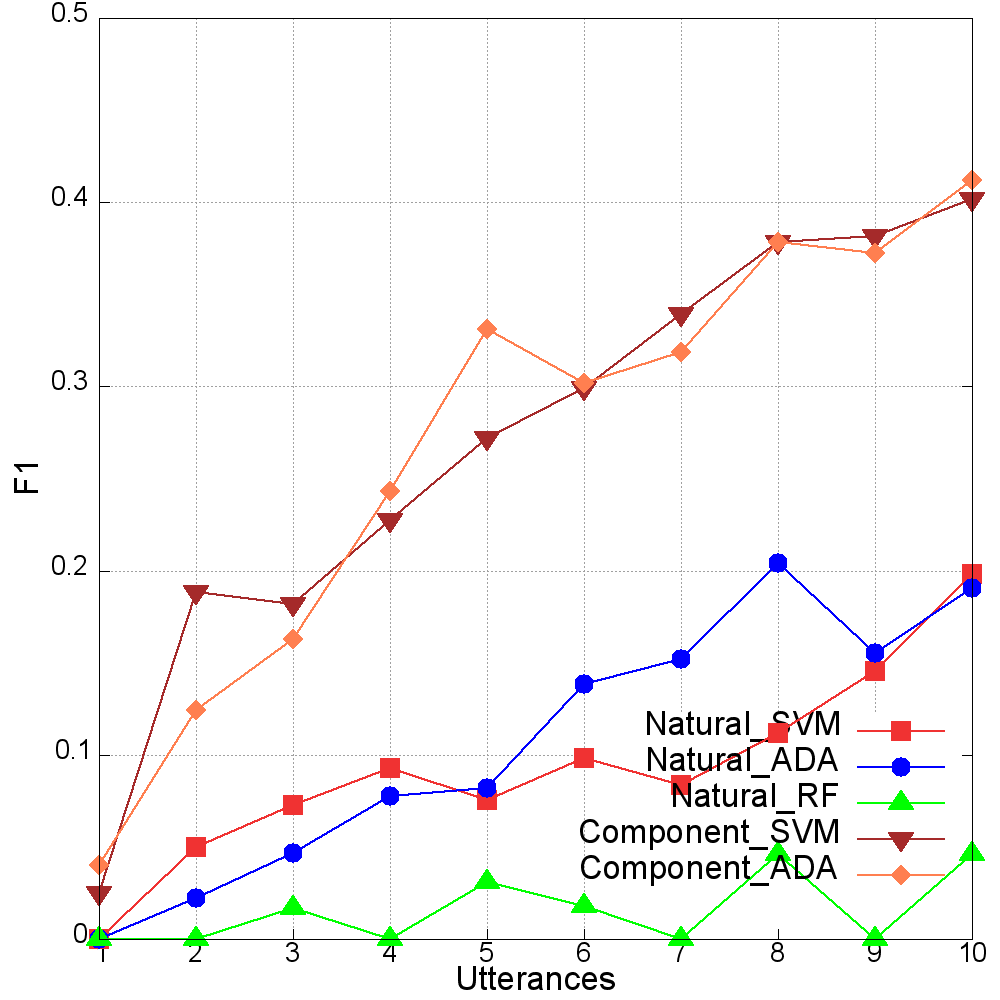 0.5
0.4
0.3
0.2
0.1
0
F1
1 2 3 4 5 6 7 8 9 10
Utterances
Natural_SVM
Natural_ADA
Natural_RF
Component_SVM
Component_ADA